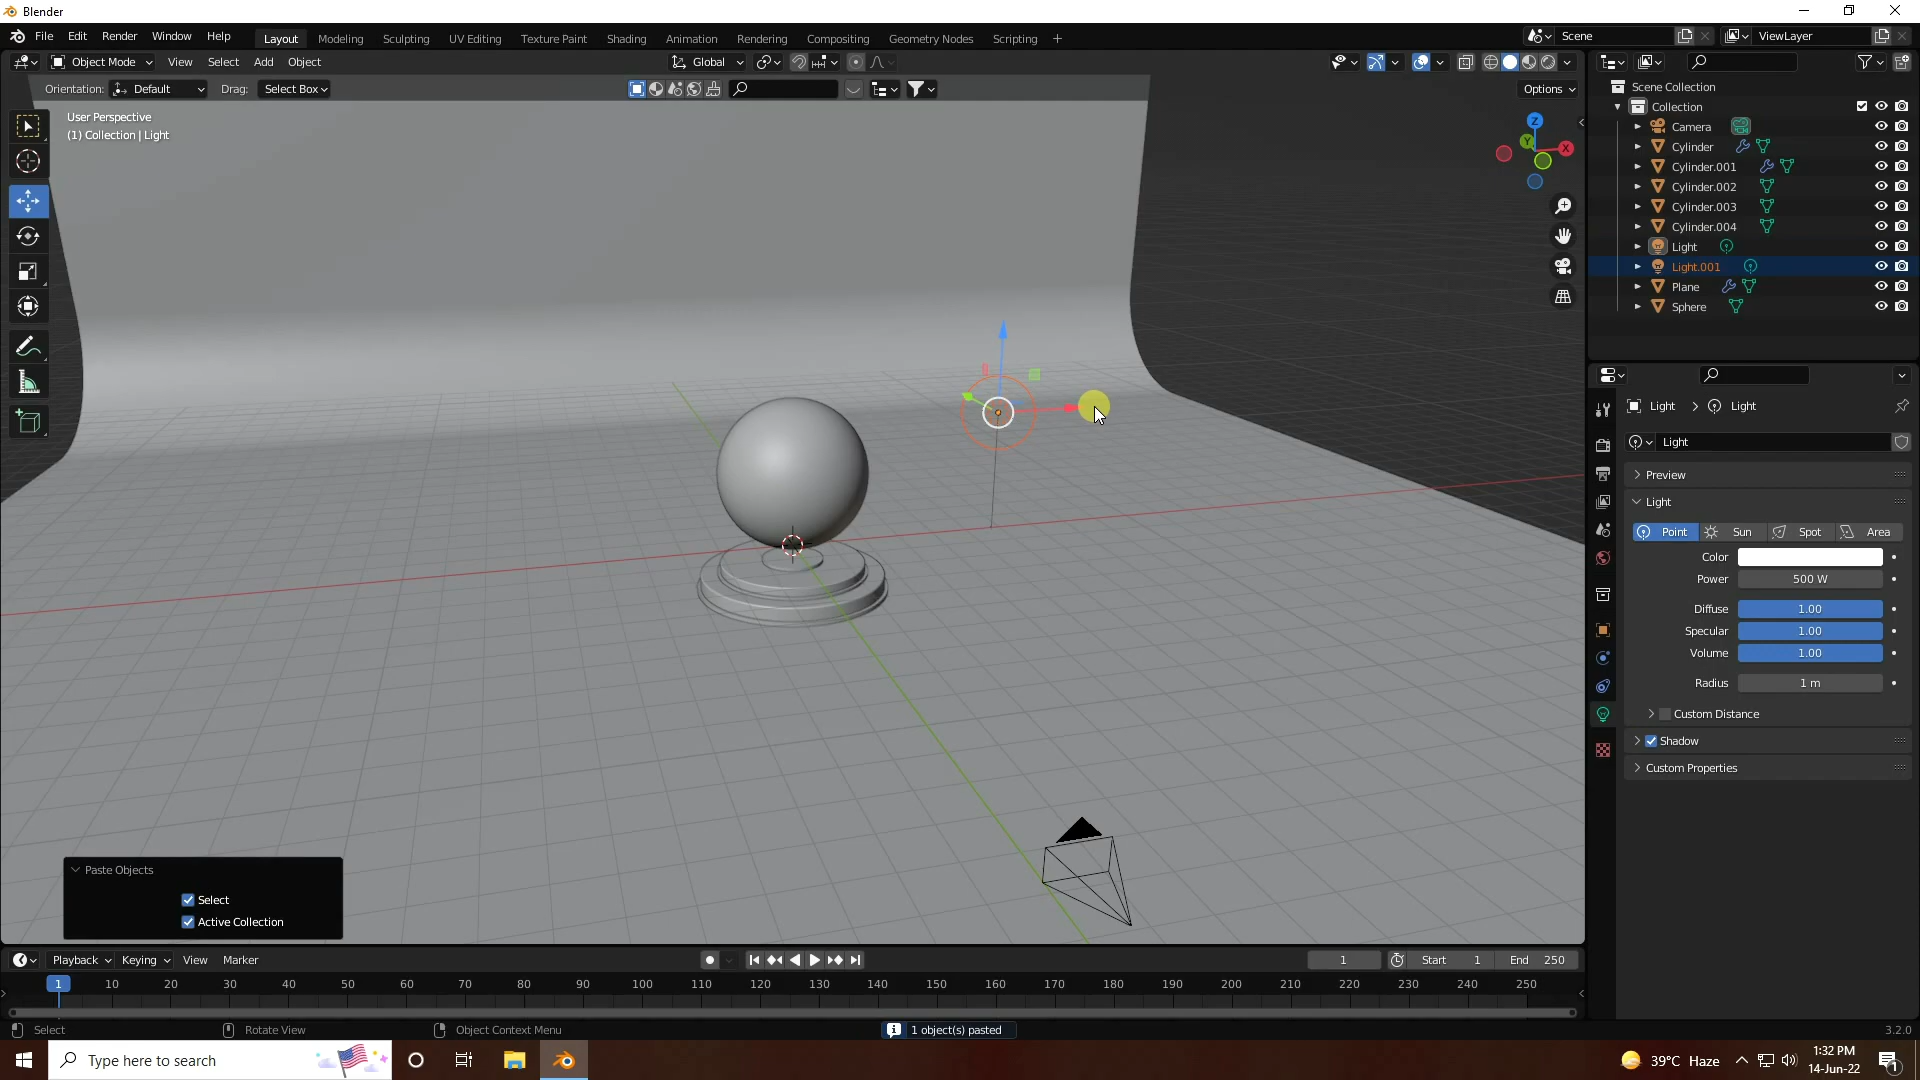 Blender
File Edit Render Window Help Layout Modeling Sculpting UV Editing Texture Paint Shading Animation Rendering Compositing Geometry Nodes Scripting + Scene ViewLayer
Object Mode View Select Add Object Global
Orientation: Default Drag: Select Box Options
User Perspective
(1) Collection | Light
Z
Y
X
Scene Collection
Collection
Camera
Cylinder
Cylinder.001
Cylinder.002
Cylinder.003
Cylinder.004
Light
Light.001
Plane
Sphere
Light > Light
Light
Preview
Light
Point Sun Spot Area
Color
Power 500 W
Diffuse 1.00
Specular 1.00
Volume 1.00
Radius 1 m
Custom Distance
Shadow
Custom Properties
Paste Objects
Select
Active Collection
Playback Keying View Marker 1 Start 1 End 250
1 10 20 30 40 50 60 70 80 90 100 110 120 130 140 150 160 170 180 190 200 210 220 230 240 250
Select Rotate View Object Context Menu 1 object(s) pasted 3.2.0
Type here to search 39°C Haze 1:32 PM
14-Jun-22
1